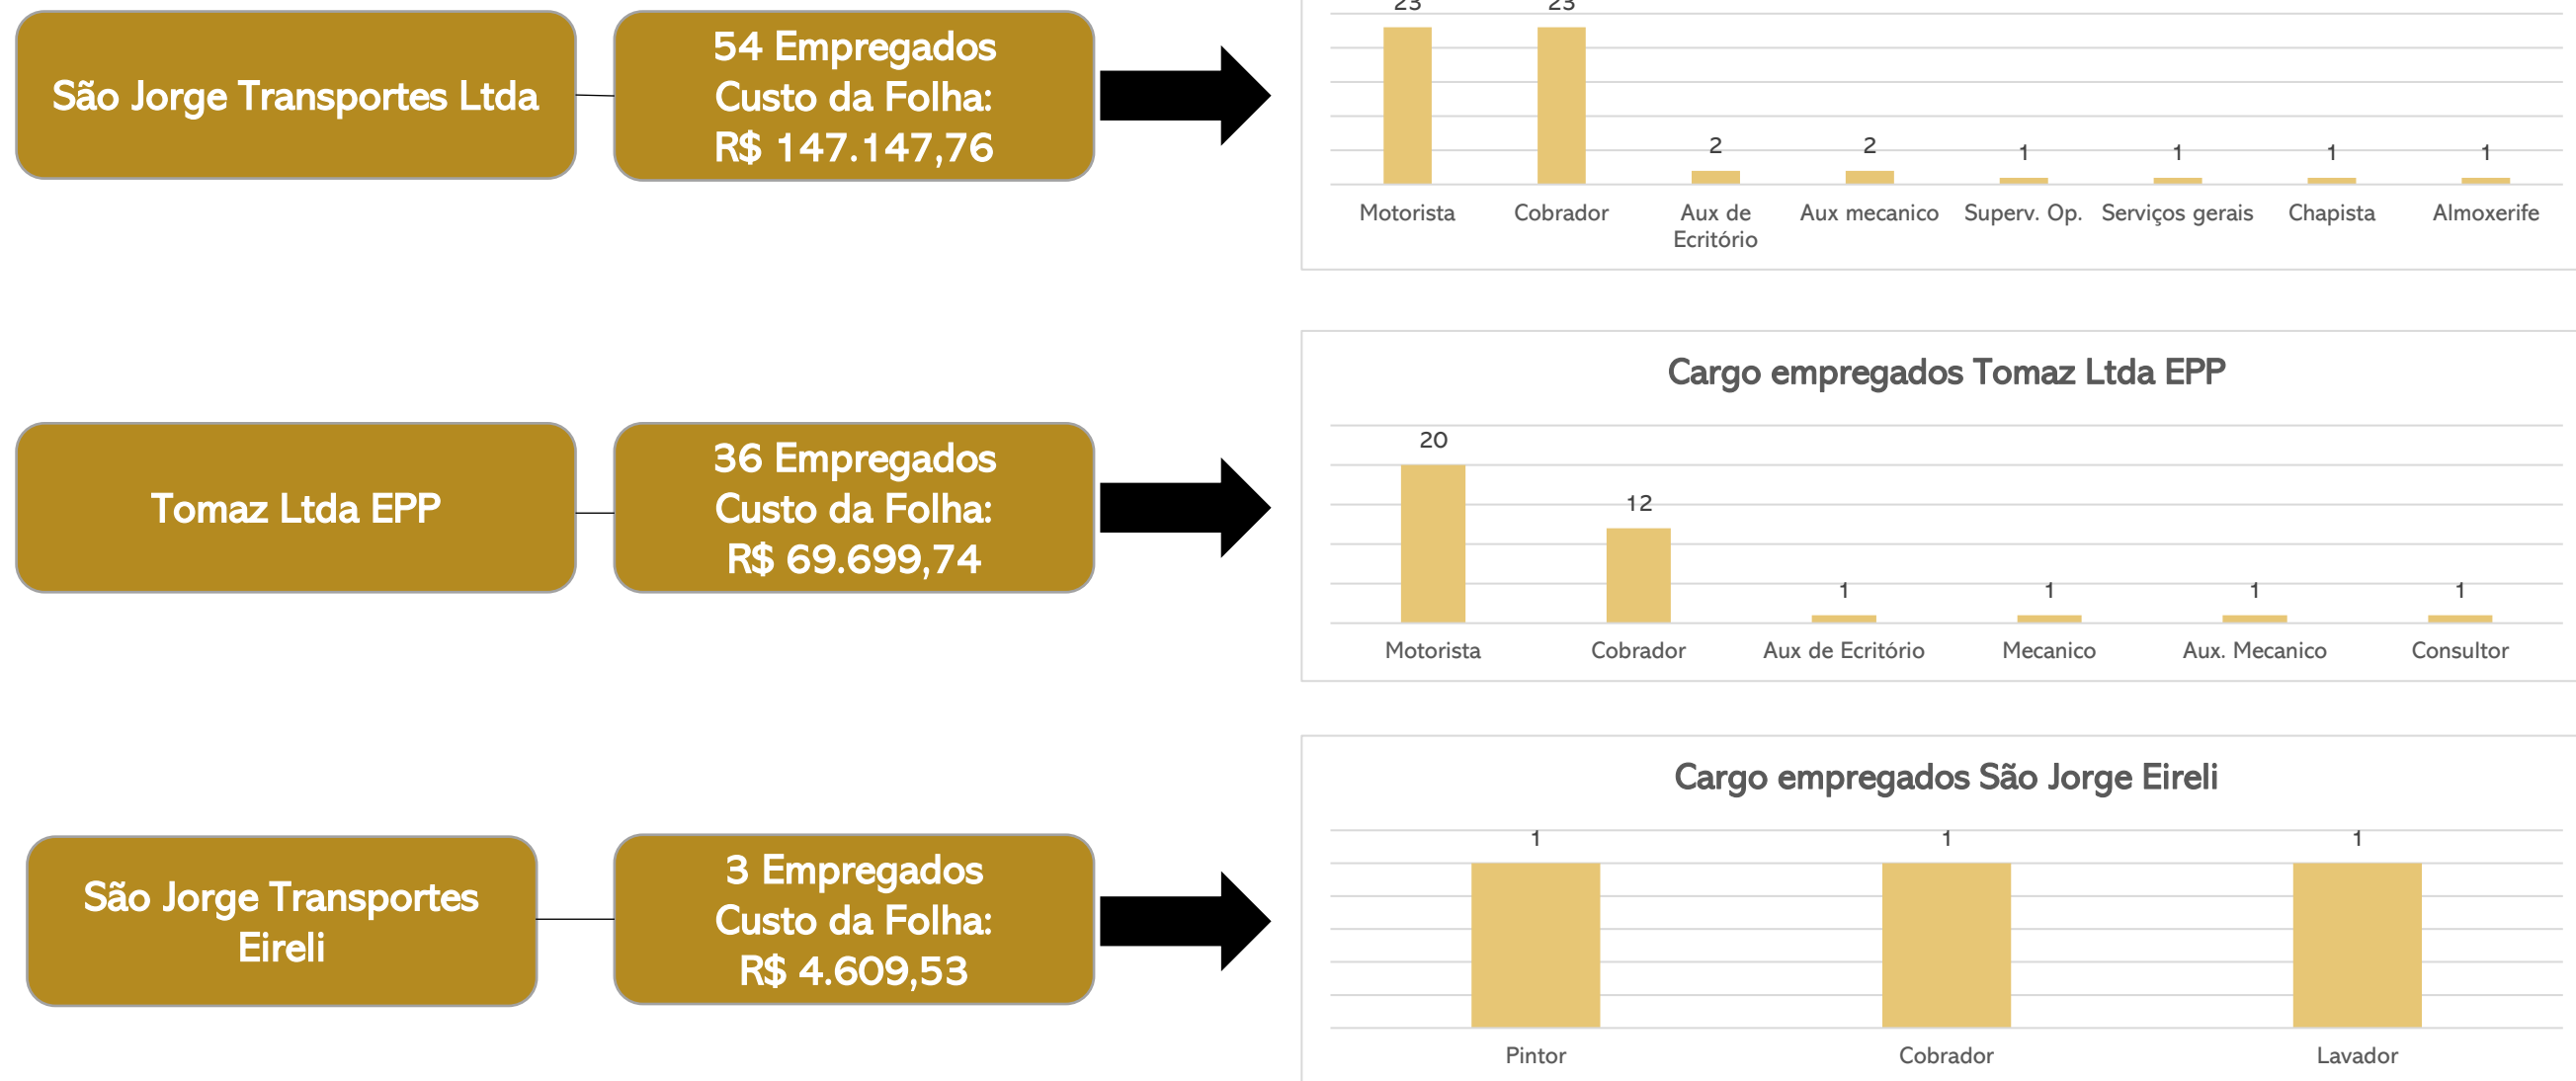 São Jorge Transportes Ltda
54 Empregados
Custo da Folha:
R$ 147.147,76
23 23 2 2 1 1 1 1
Motorista Cobrador Aux de Aux mecanico Superv. Op. Serviços gerais Chapista Almoxerife
Ecritório
Tomaz Ltda EPP
36 Empregados
Custo da Folha:
R$ 69.699,74
Cargo empregados Tomaz Ltda EPP
20 12 1 1 1 1
Motorista Cobrador Aux de Ecritório Mecanico Aux. Mecanico Consultor
São Jorge Transportes
Eireli
3 Empregados
Custo da Folha:
R$ 4.609,53
Cargo empregados São Jorge Eireli
1 1 1
Pintor Cobrador Lavador